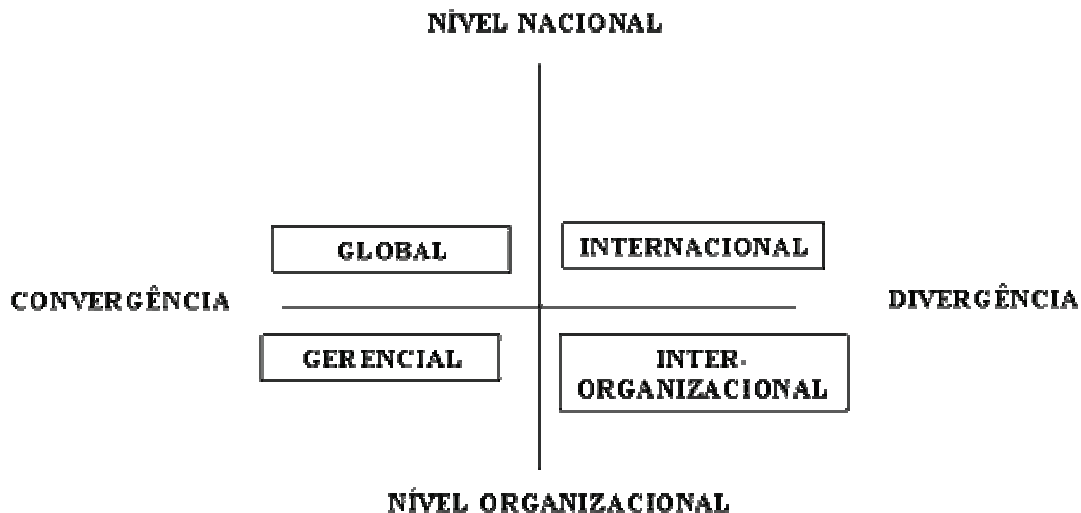 NÍVEL NACIONAL
GLOBAL
INTERNACIONAL
CONVERGÊNCIA
DIVERGÊNCIA
GERENCIAL
INTER-
ORGANIZACIONAL
NÍVEL ORGANIZACIONAL